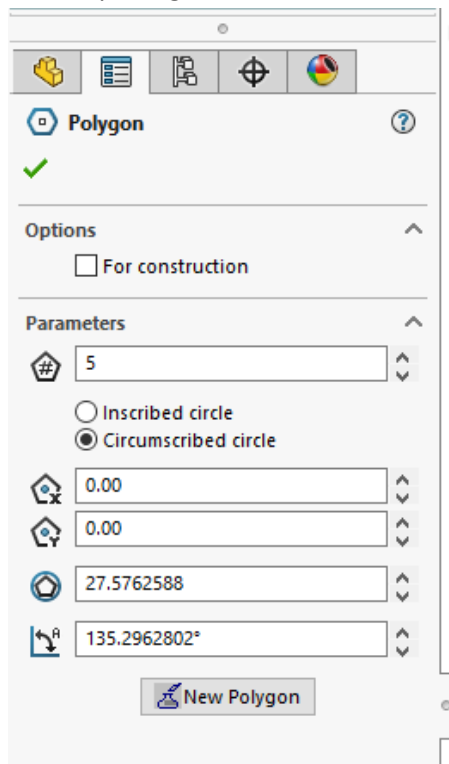 Polygon
Options
For construction
Parameters
5
Inscribed circle
Circumscribed circle
0.00
0.00
27.5762588
135.2962802°
New Polygon